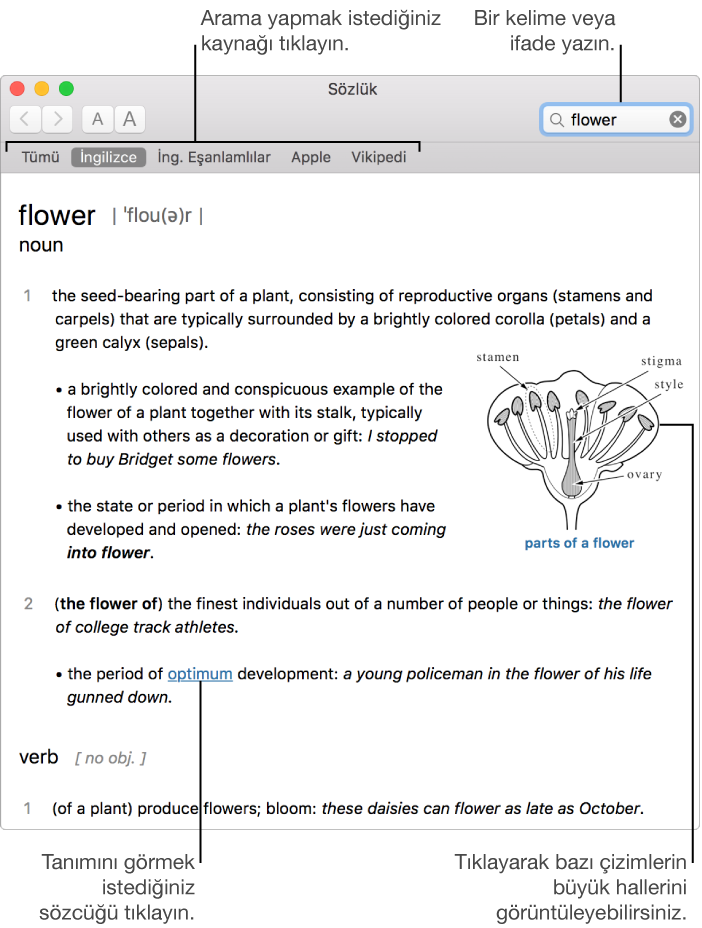 Arama yapmak istediğiniz
kaynağı tıklayın.
Bir kelime veya
ifade yazın.
Sözlük
A A
flower
Tümü İngilizce İng. Eşanlamlılar Apple Vikipedi
flower | ˈflou(ə)r |
noun
1 the seed-bearing part of a plant, consisting of reproductive organs (stamens and
carpels) that are typically surrounded by a brightly colored corolla (petals) and a
green calyx (sepals).
• a brightly colored and conspicuous example of the
flower of a plant together with its stalk, typically
used with others as a decoration or gift: I stopped
to buy Bridget some flowers.
• the state or period in which a plant's flowers have
developed and opened: the roses were just coming
into flower.
stamen
stigma
style
ovary
parts of a flower
2 (the flower of) the finest individuals out of a number of people or things: the flower
of college track athletes.
• the period of optimum development: a young policeman in the flower of his life
gunned down.
verb [ no obj. ]
1 (of a plant) produce flowers; bloom: these daisies can flower as late as October.
Tanımını görmek
istediğiniz
sözcüğü tıklayın.
Tıklayarak bazı çizimlerin
büyük hallerini
görüntüleyebilirsiniz.